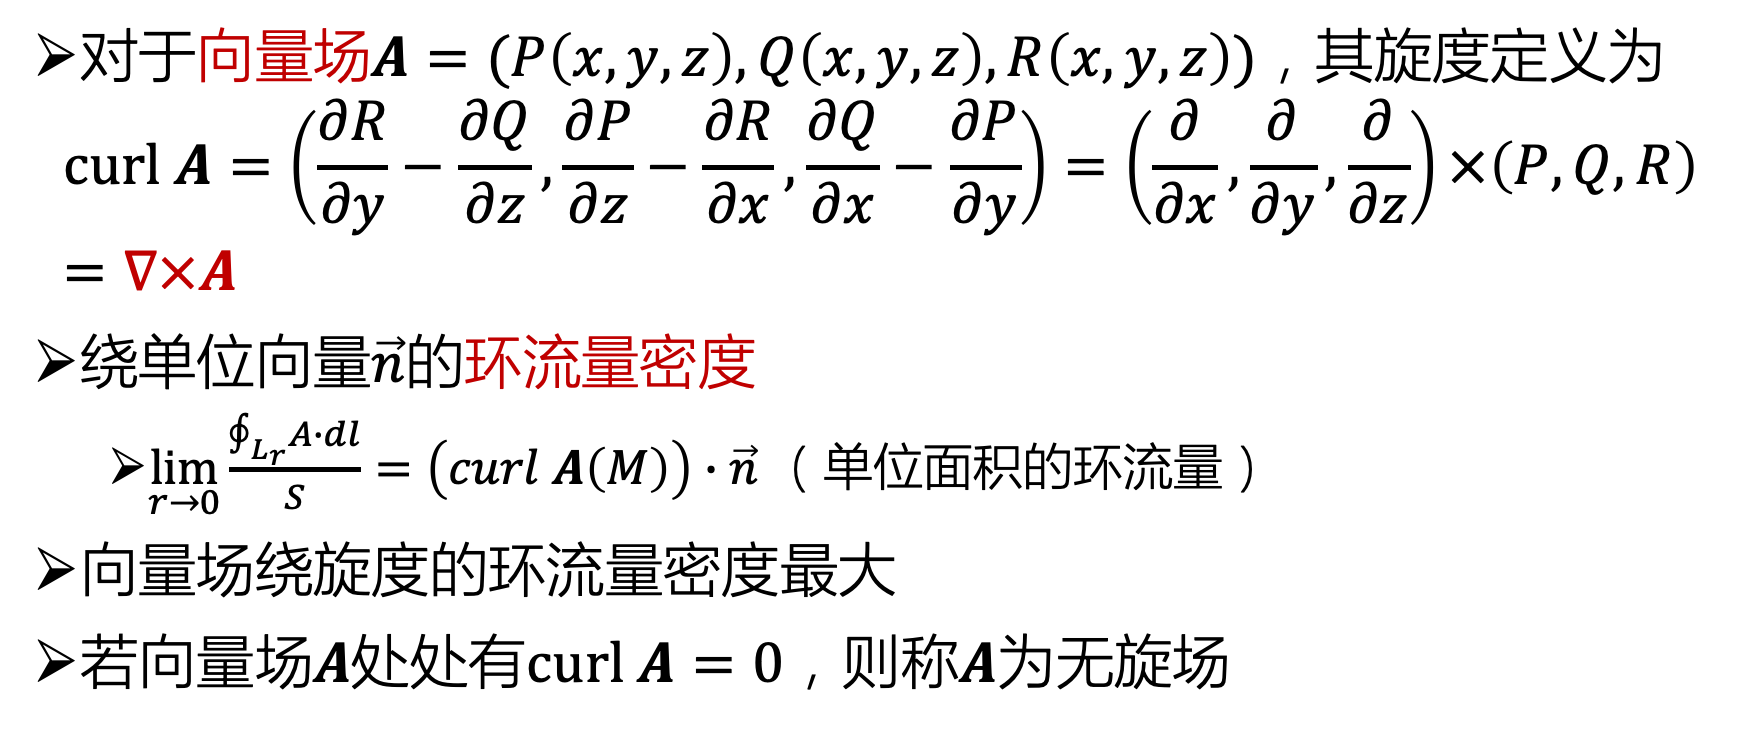 ➢对于向量场A = (P(x, y, z), Q(x, y, z), R(x, y, z))，其旋度定义为
curl A = (∂R/∂y − ∂Q/∂z, ∂P/∂z − ∂R/∂x, ∂Q/∂x − ∂P/∂y) = (∂/∂x, ∂/∂y, ∂/∂z) ×(P, Q, R)
= ∇×A
➢绕单位向量n⃗的环流量密度
➢lim_{r→0} ∮_{L_r} A·dl / S = (curl A(M)) · n⃗（单位面积的环流量）
➢向量场绕旋度的环流量密度最大
➢若向量场A处处有curl A = 0，则称A为无旋场